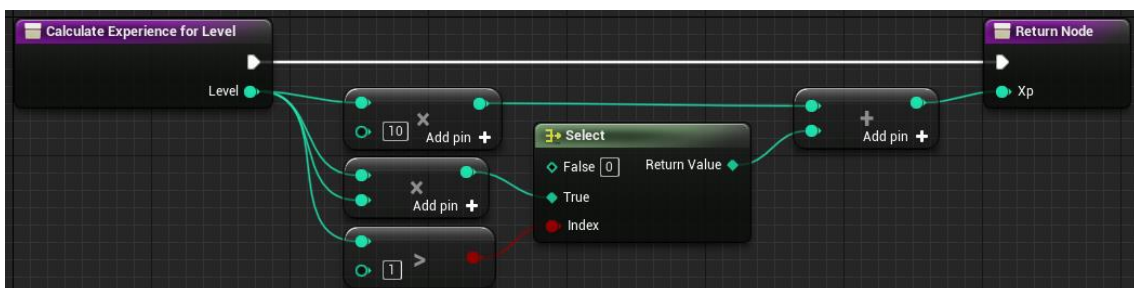 Calculate Experience for Level
Return Node
Level
Xp
×
10
Add pin +
+
Add pin +
Select
False 0
Return Value
×
Add pin +
True
Index
>
1